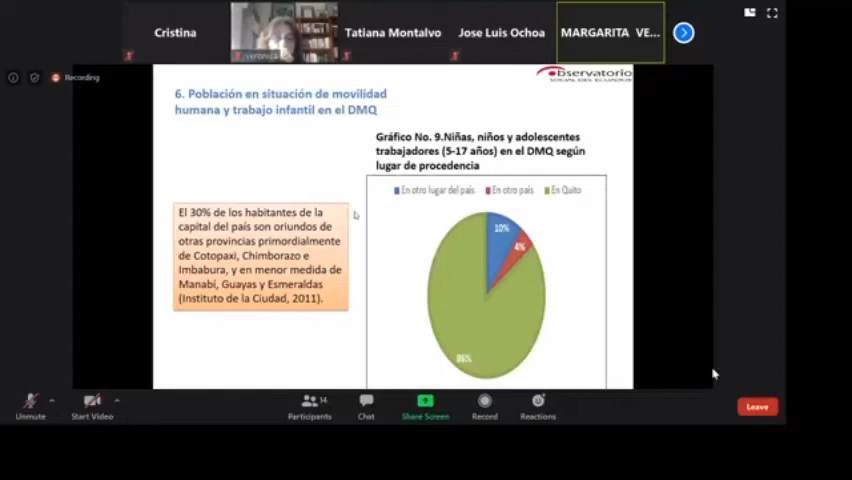 Cristina
Tatiana Montalvo
Jose Luis Ochoa
MARGARITA VE...
Recording
Observatorio
SOCIAL DEL ECUADOR
6. Población en situación de movilidad
humana y trabajo infantil en el DMQ
Gráfico No. 9.Niñas, niños y adolescentes
trabajadores (5-17 años) en el DMQ según
lugar de procedencia
En otro lugar del país
En otro país
En Quito
El 30% de los habitantes de la
capital del país son oriundos de
otras provincias primordialmente
de Cotopaxi, Chimborazo e
Imbabura, y en menor medida de
Manabí, Guayas y Esmeraldas
(Instituto de la Ciudad, 2011).
10%
4%
86%
Unmute
Start Video
14
Participants
Chat
Share Screen
Record
Reactions
Leave